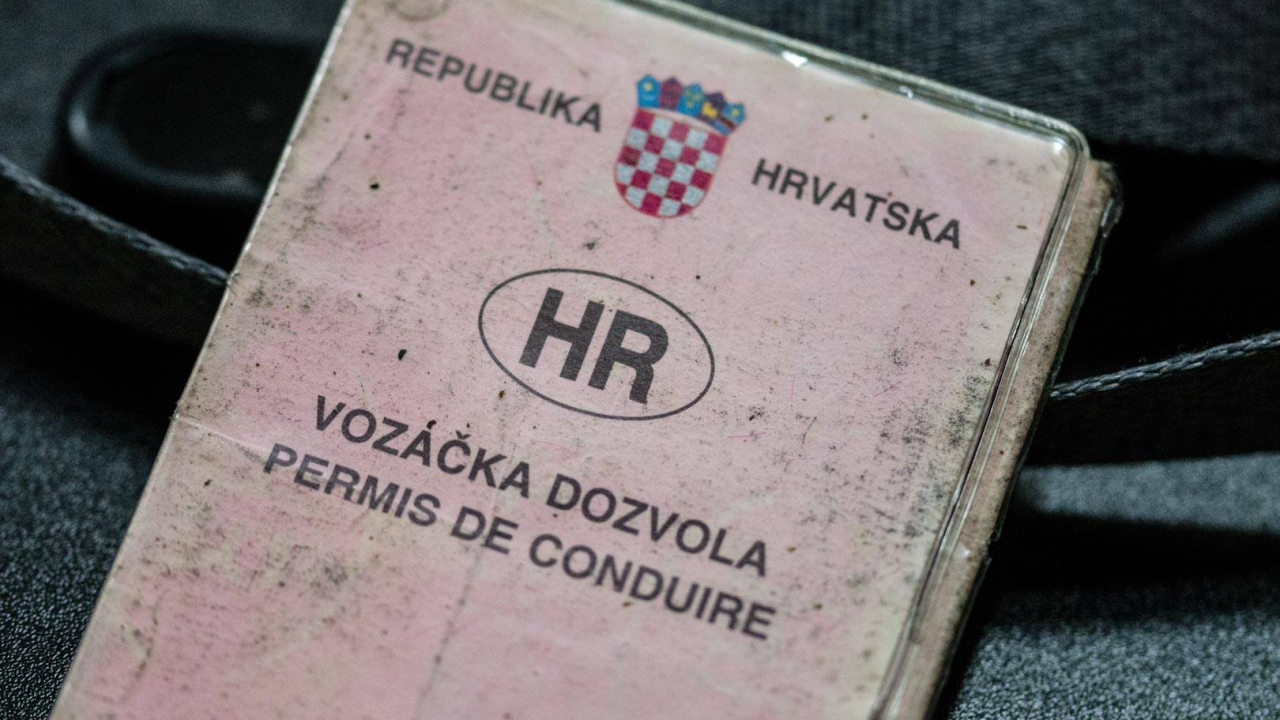 REPUBLIKA HRVATSKA
HR
VOZAČKA DOZVOLA
PERMIS DE CONDUIRE